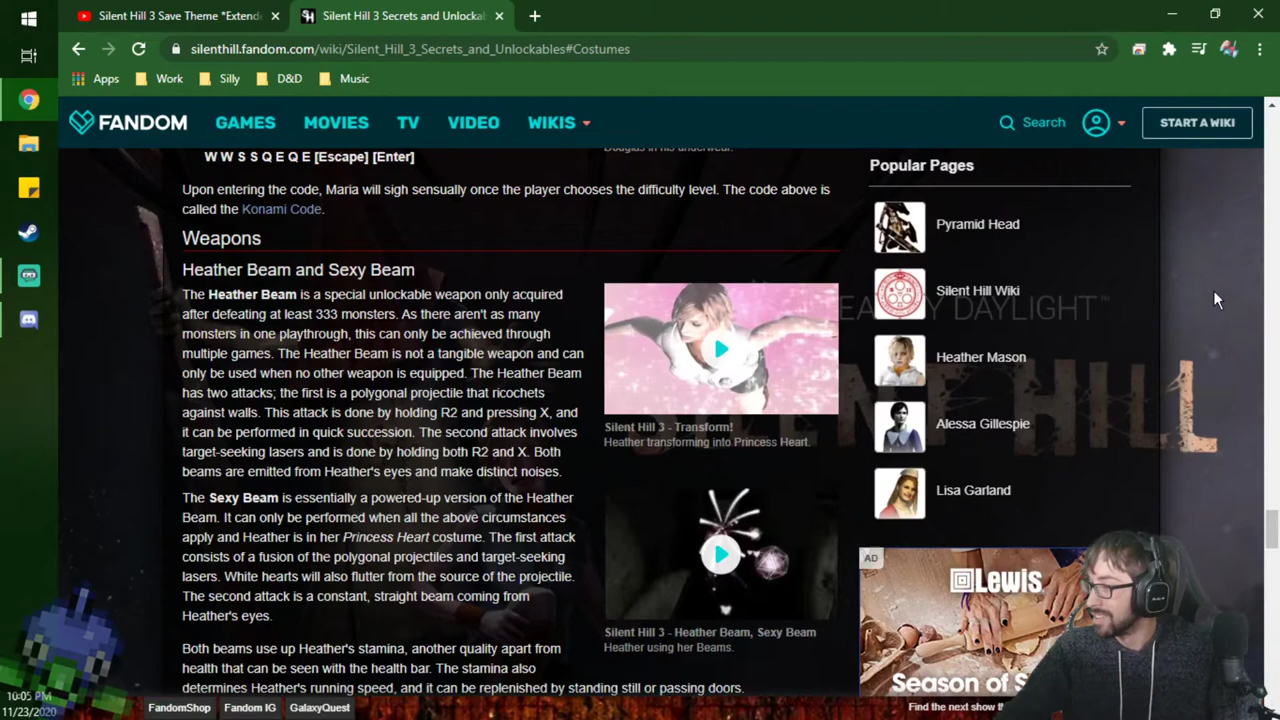 Silent Hill 3 Save Theme *Extend
Silent Hill 3 Secrets and Unlockab
silenthill.fandom.com/wiki/Silent_Hill_3_Secrets_and_Unlockables#Costumes
Apps Work Silly D&D Music
FANDOM GAMES MOVIES TV VIDEO WIKIS Search START A WIKI
Douglas in his underwear.
W W S S Q E Q E [Escape] [Enter]
Upon entering the code, Maria will sigh sensually once the player chooses the difficulty level. The code above is
called the Konami Code.
Weapons
Heather Beam and Sexy Beam
The Heather Beam is a special unlockable weapon only acquired
after defeating at least 333 monsters. As there aren't as many
monsters in one playthrough, this can only be achieved through
multiple games. The Heather Beam is not a tangible weapon and can
only be used when no other weapon is equipped. The Heather Beam
has two attacks; the first is a polygonal projectile that ricochets
against walls. This attack is done by holding R2 and pressing X, and
it can be performed in quick succession. The second attack involves
target-seeking lasers and is done by holding both R2 and X. Both
beams are emitted from Heather's eyes and make distinct noises.
The Sexy Beam is essentially a powered-up version of the Heather
Beam. It can only be performed when all the above circumstances
apply and Heather is in her Princess Heart costume. The first attack
consists of a fusion of the polygonal projectiles and target-seeking
lasers. White hearts will also flutter from the source of the projectile.
The second attack is a constant, straight beam coming from
Heather's eyes.
Both beams use up Heather's stamina, another quality apart from
health that can be seen with the health bar. The stamina also
determines Heather's running speed, and it can be replenished by standing still or passing doors.
Silent Hill 3 - Transform!
Heather transforming into Princess Heart.
Silent Hill 3 - Heather Beam, Sexy Beam
Heather using her Beams.
Popular Pages
Pyramid Head
Silent Hill Wiki
Heather Mason
Alessa Gillespie
Lisa Garland
DAYLIGHT™
HILL
AD
Lewis
Season of S
Find the next show th
FandomShop Fandom IG GalaxyQuest
10:05 PM
11/23/2020